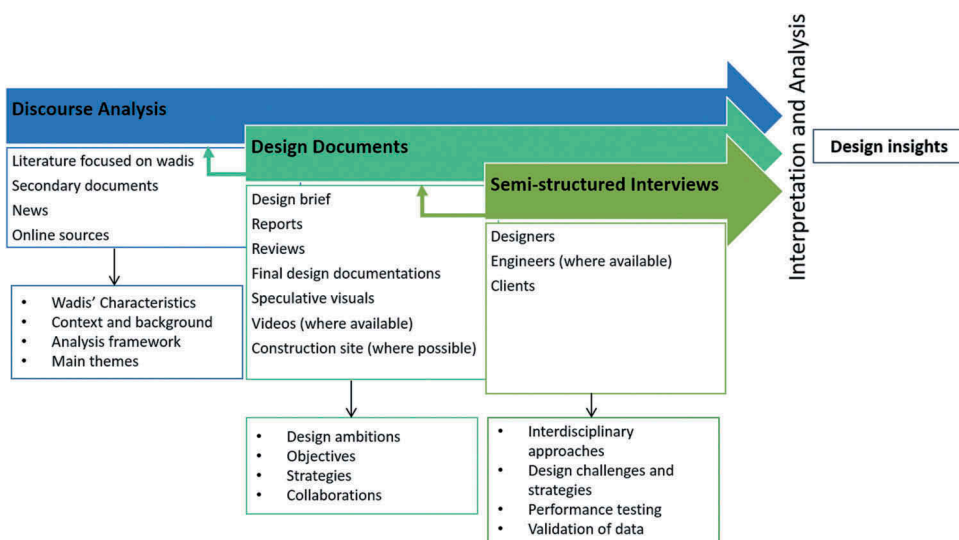 Discourse Analysis
Literature focused on wadis
Secondary documents
News
Online sources
• Wadis’ Characteristics
• Context and background
• Analysis framework
• Main themes
Design Documents
Design brief
Reports
Reviews
Final design documentations
Speculative visuals
Videos (where available)
Construction site (where possible)
• Design ambitions
• Objectives
• Strategies
• Collaborations
Semi-structured Interviews
Designers
Engineers (where available)
Clients
• Interdisciplinary
approaches
• Design challenges and
strategies
• Performance testing
• Validation of data
Interpretation and Analysis
Design insights